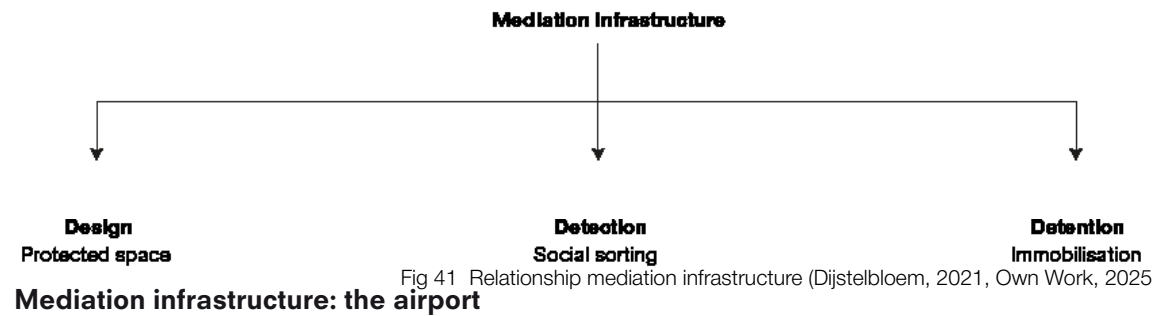 Mediation Infrastructure
Design
Protected space
Detection
Social sorting
Detention
Immobilisation
Fig 41 Relationship mediation infrastructure (Dijstelbloem, 2021, Own Work, 2025
Mediation infrastructure: the airport